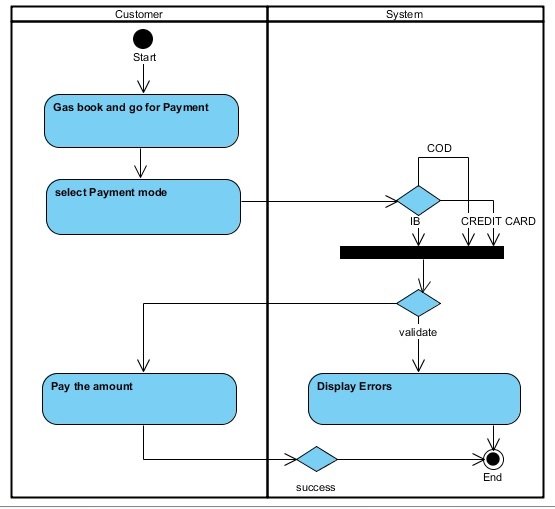 Customer
System
Start
Gas book and go for Payment
COD
select Payment mode
IB
CREDIT CARD
validate
Pay the amount
Display Errors
success
End